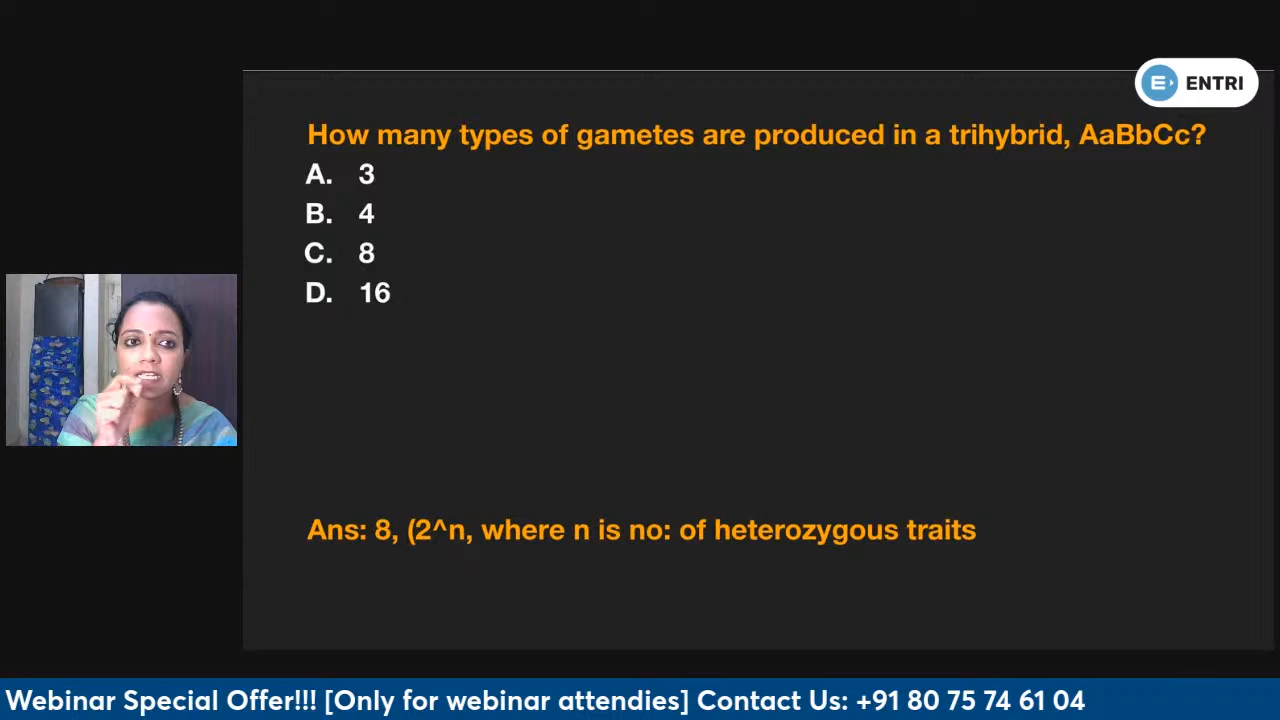 ENTRI
How many types of gametes are produced in a trihybrid, AaBbCc?
A. 3
B. 4
C. 8
D. 16
Ans: 8, (2^n, where n is no: of heterozygous traits
Webinar Special Offer!!! [Only for webinar attendies] Contact Us: +91 80 75 74 61 04